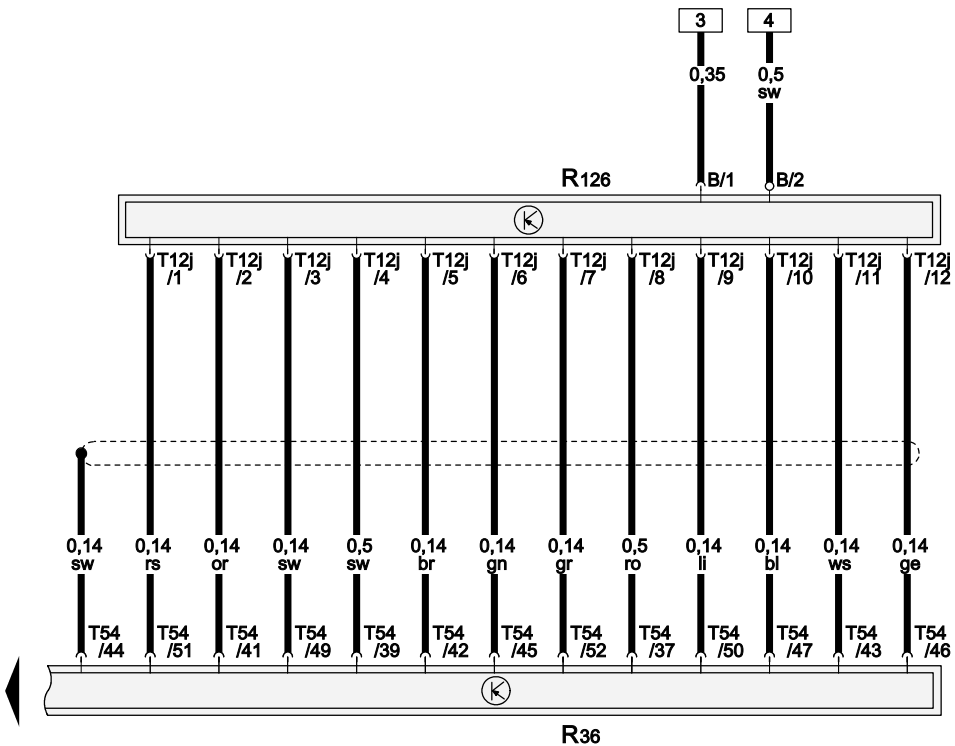 3 4
0,35 0,5
sw
R126 B/1 B/2
T12j T12j T12j T12j T12j T12j T12j T12j T12j T12j T12j T12j
/1 /2 /3 /4 /5 /6 /7 /8 /9 /10 /11 /12
0,14 0,14 0,14 0,14 0,5 0,14 0,14 0,14 0,5 0,14 0,14 0,14 0,14
sw rs or sw sw br gn gr ro li bl ws ge
T54 T54 T54 T54 T54 T54 T54 T54 T54 T54 T54 T54 T54
/44 /51 /41 /49 /39 /42 /45 /52 /37 /50 /47 /43 /46
R36